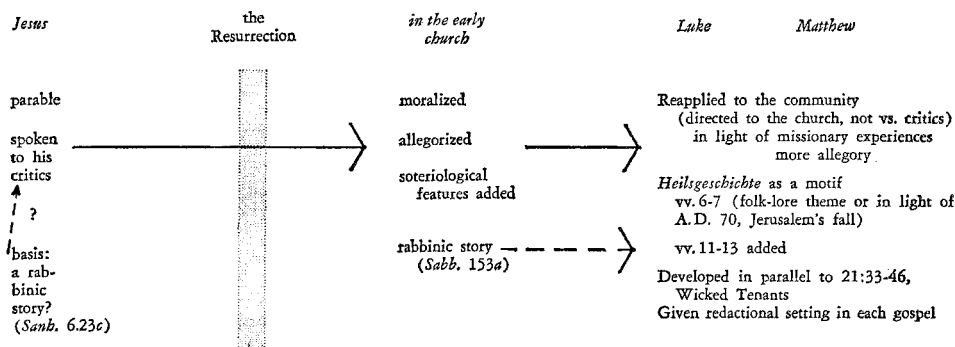 Jesus
the
Resurrection
in the early
church
Luke Matthew
parable
spoken
to his
critics
?
basis:
a rab-
binic
story?
(Sanh. 6.23c)
moralized
allegorized
soteriological
features added
rabbinic story
(Sabb. 153a)
Reapplied to the community
(directed to the church, not vs. critics)
in light of missionary experiences
more allegory
Heilsgeschichte as a motif
vv. 6-7 (folk-lore theme or in light of
A.D. 70, Jerusalem's fall)
vv. 11-13 added
Developed in parallel to 21:33-46,
Wicked Tenants
Given redactional setting in each gospel